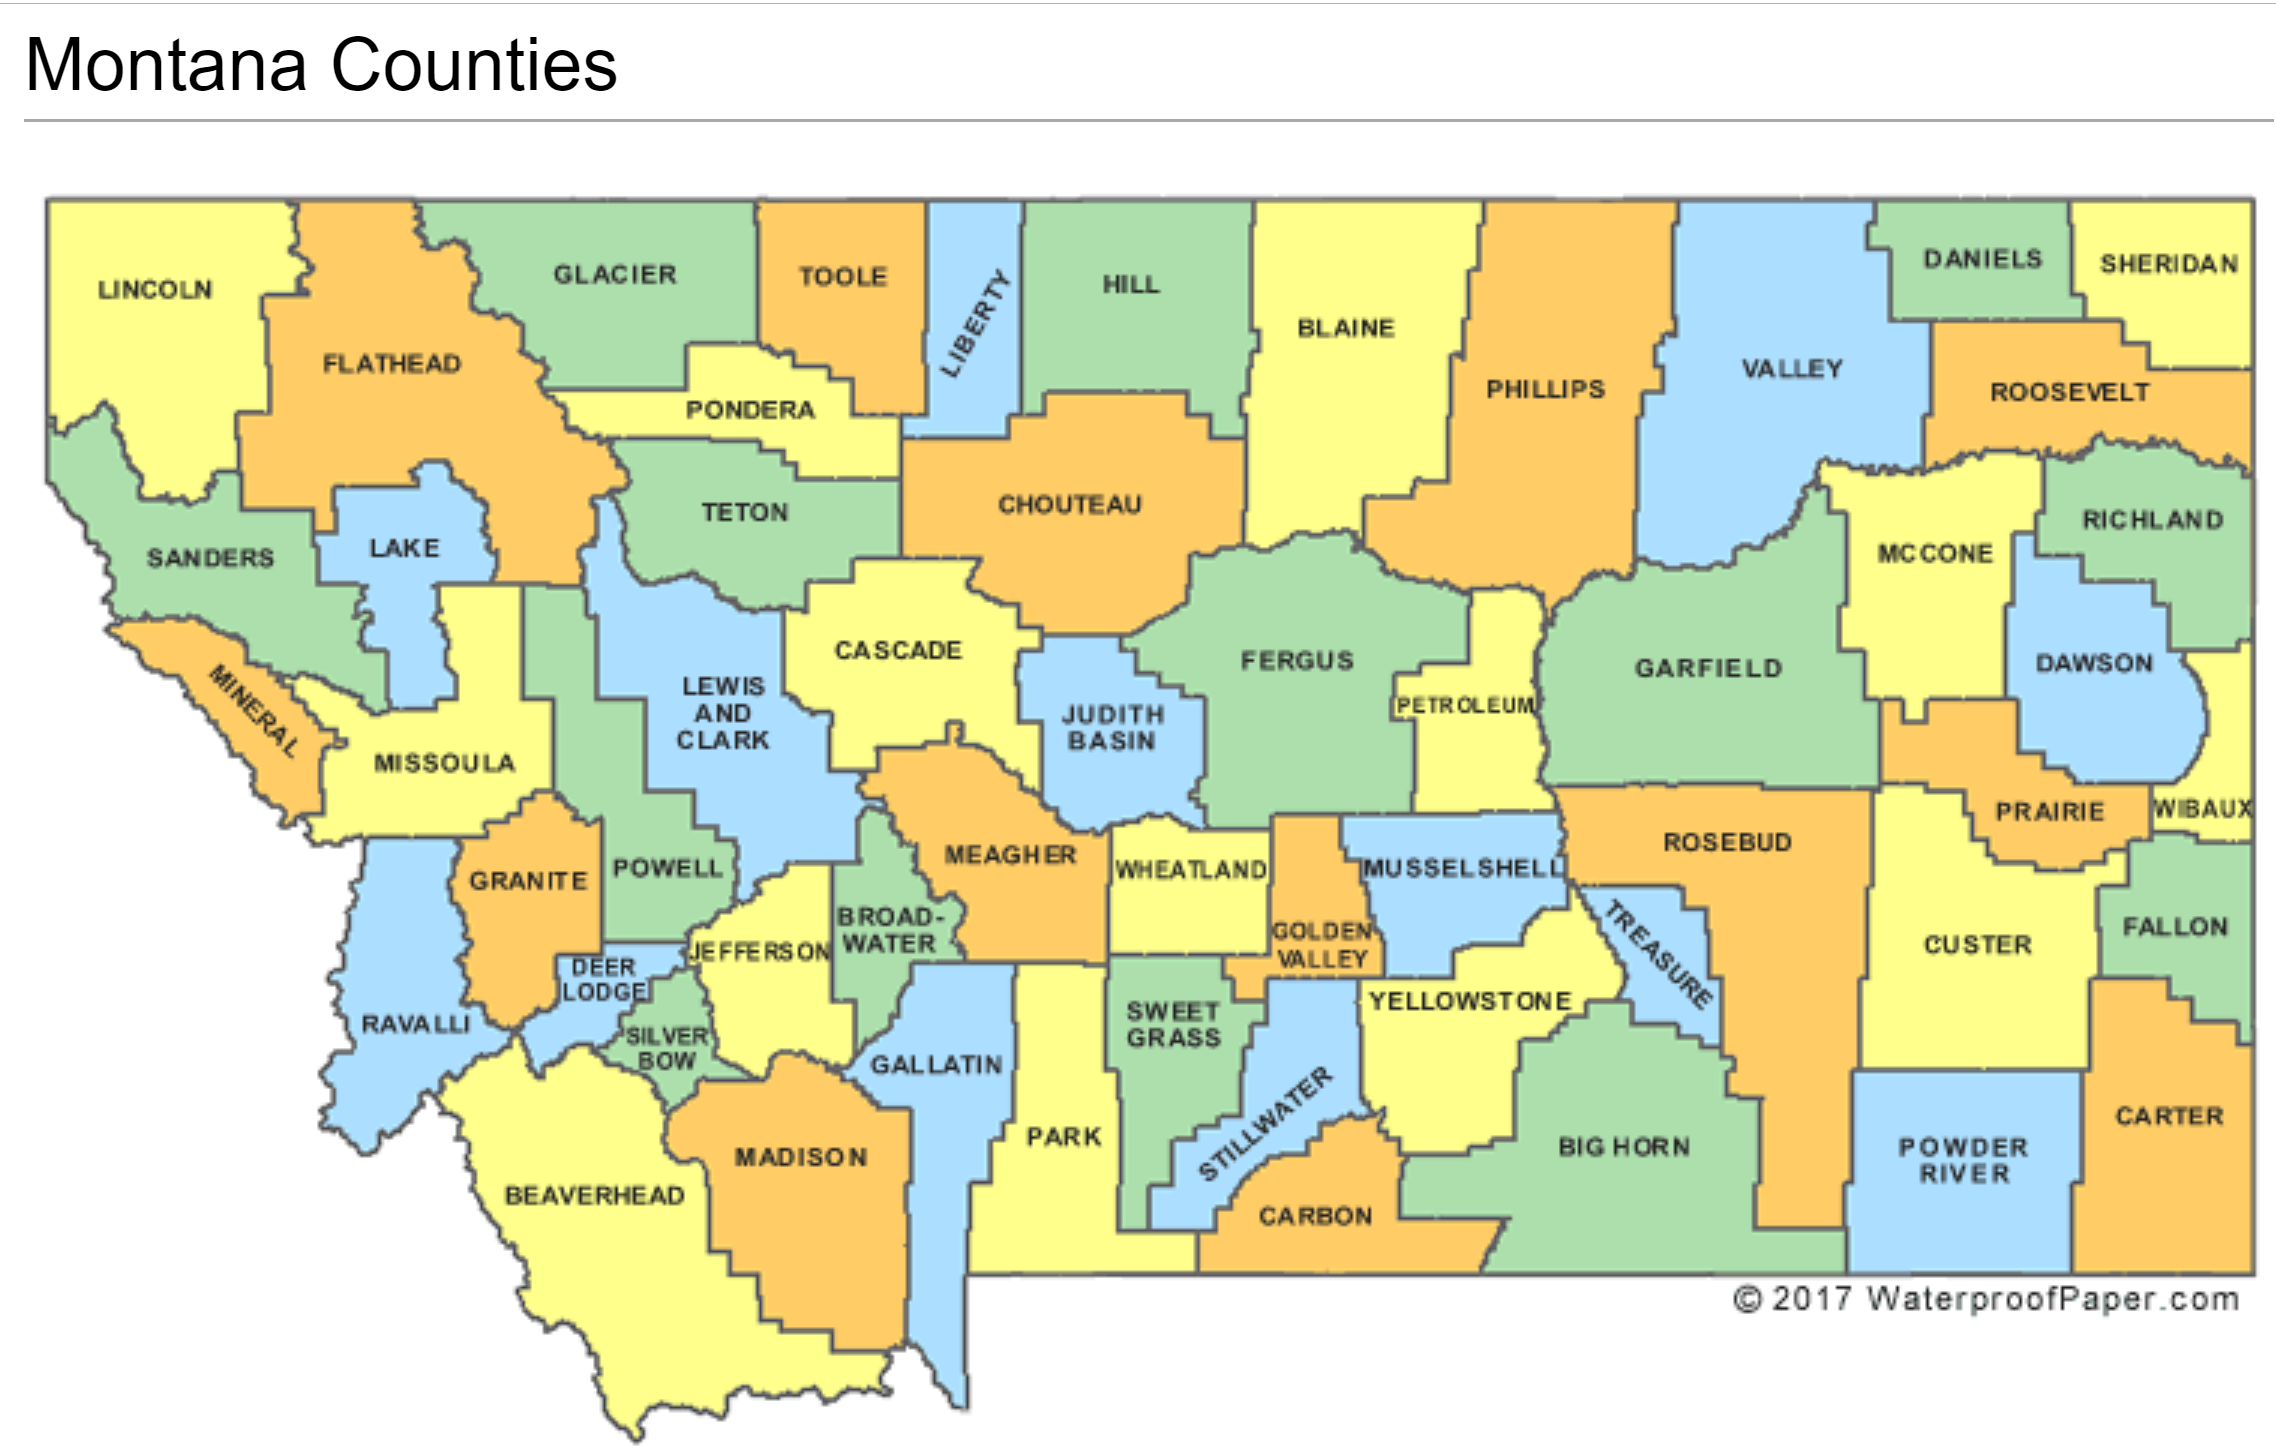 Montana Counties
LINCOLN
FLATHEAD
GLACIER
TOOLE
LIBERTY
HILL
BLAINE
PHILLIPS
VALLEY
DANIELS
SHERIDAN
ROOSEVELT
PONDERA
TETON
CHOUTEAU
SANDERS
LAKE
MCCONE
RICHLAND
MINERAL
MISSOULA
LEWIS
AND
CLARK
CASCADE
JUDITH
BASIN
FERGUS
PETROLEUM
GARFIELD
DAWSON
PRAIRIE
WIBAUX
GRANITE
POWELL
MEAGHER
WHEATLAND
MUSSELSHELL
ROSEBUD
RAVALLI
DEER
LODGE
JEFFERSON
BROAD-
WATER
GOLDEN
VALLEY
TREASURE
CUSTER
FALLON
SILVER
BOW
GALLATIN
SWEET
GRASS
YELLOWSTONE
STILLWATER
BEAVERHEAD
MADISON
PARK
CARBON
BIG HORN
POWDER
RIVER
CARTER
© 2017 WaterproofPaper.com